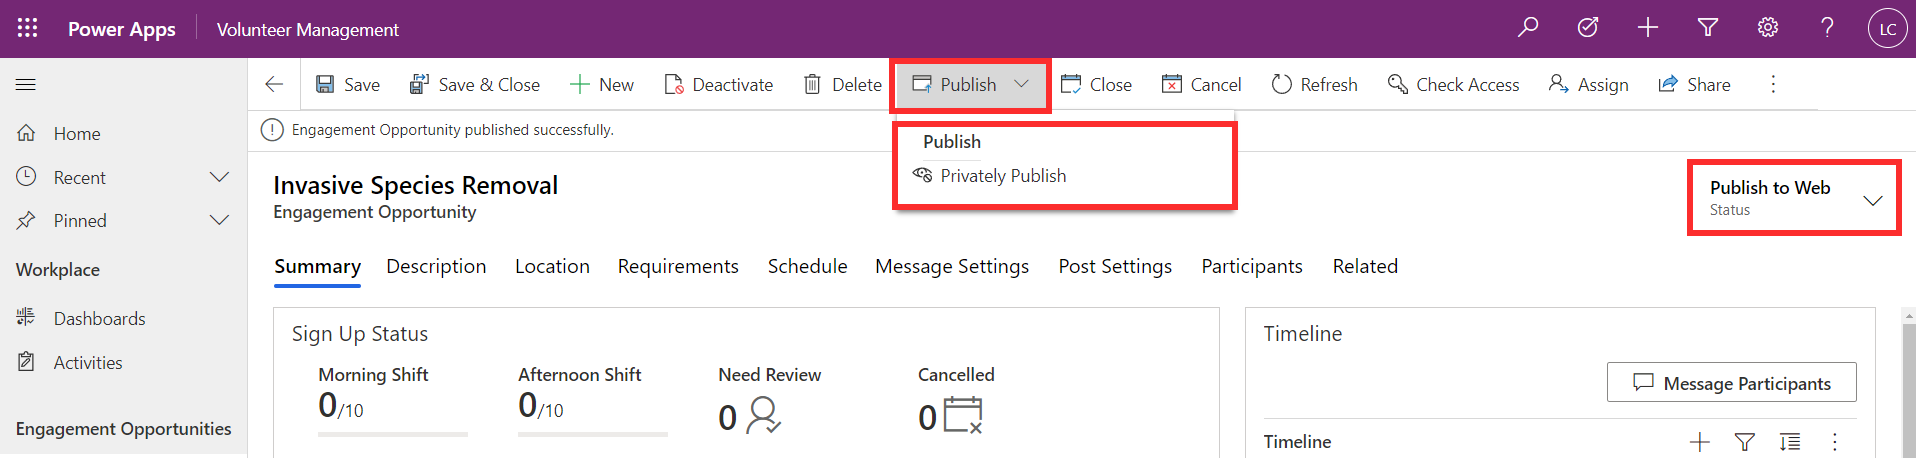 Power Apps Volunteer Management LC
Save Save & Close New Deactivate Delete Publish Close Cancel Refresh Check Access Assign Share
Engagement Opportunity published successfully.
Publish
Privately Publish
Home
Recent
Pinned
Workplace
Dashboards
Activities
Engagement Opportunities
Invasive Species Removal
Engagement Opportunity
Publish to Web
Status
Summary Description Location Requirements Schedule Message Settings Post Settings Participants Related
Sign Up Status
Morning Shift Afternoon Shift Need Review Cancelled
0/10 0/10 0 0
Timeline
Message Participants
Timeline